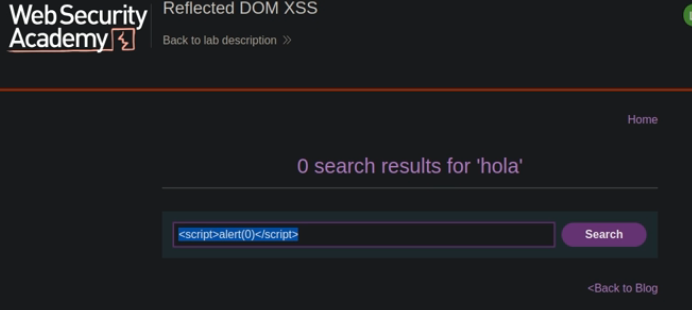 Web Security
Academy
Reflected DOM XSS
Back to lab description
Home
0 search results for 'hola'
<script>alert(0)</script>
Search
<Back to Blog